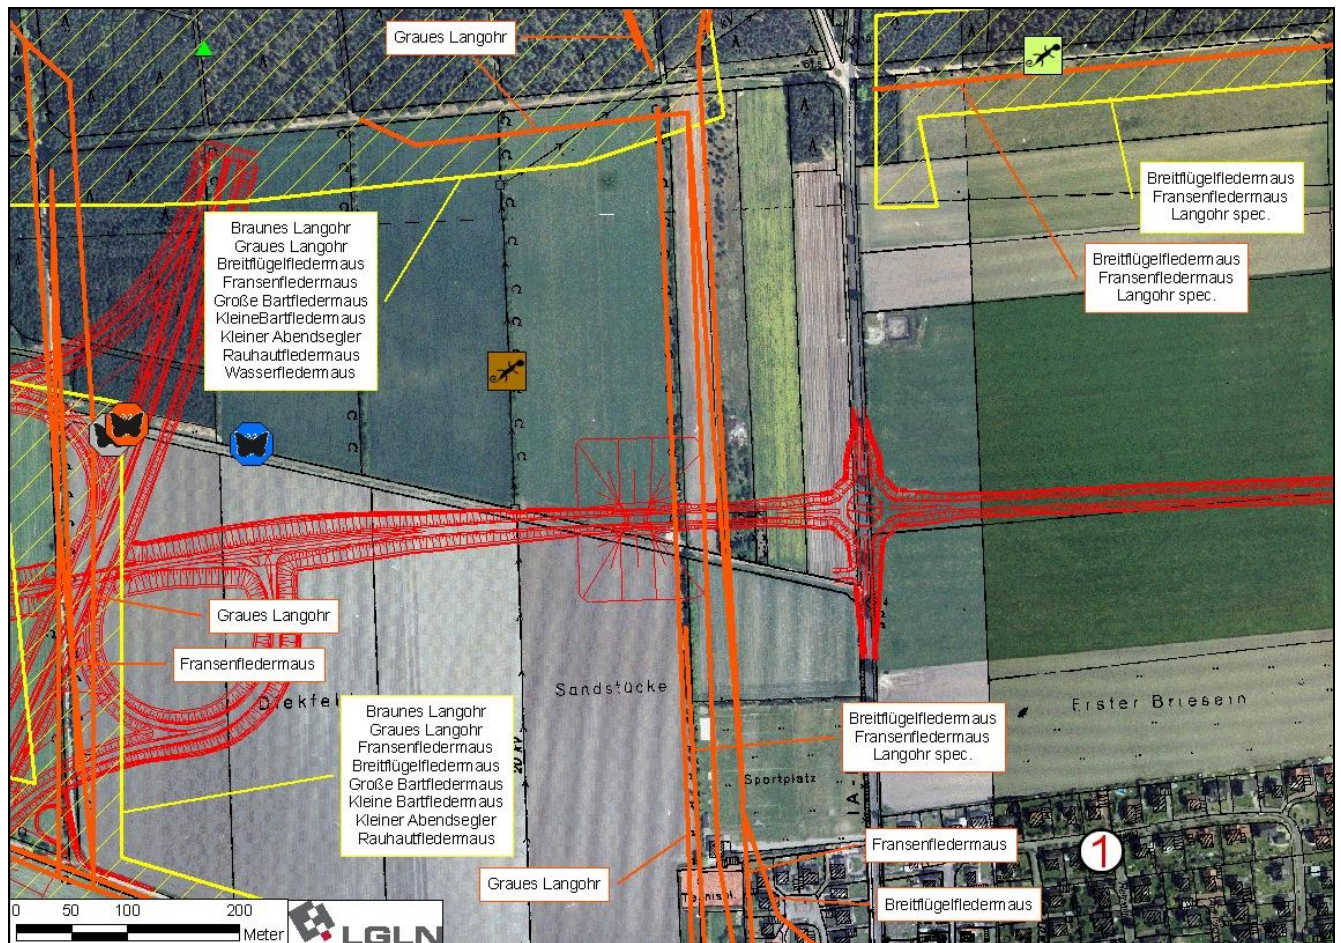 Graues Langohr
Breitflügelfledermaus
Fransenfledermaus
Langohr spec.
Braunes Langohr
Graues Langohr
Breitflügelfledermaus
Fransenfledermaus
Große Bartfledermaus
KleineBartfledermaus
Kleiner Abendsegler
Rauhautfledermaus
Wasserfledermaus
Breitflügelfledermaus
Fransenfledermaus
Langohr spec.
Graues Langohr
Fransenfledermaus
Sandstücke
Erster Briesein
Braunes Langohr
Graues Langohr
Fransenfledermaus
Breitflügelfledermaus
Große Bartfledermaus
Kleine Bartfledermaus
Kleiner Abendsegler
Rauhautfledermaus
Breitflügelfledermaus
Fransenfledermaus
Langohr spec.
20 KV
Sportplatz
Fransenfledermaus
1
Graues Langohr
Breitflügelfledermaus
0 50 100 200
Meter
LGLN